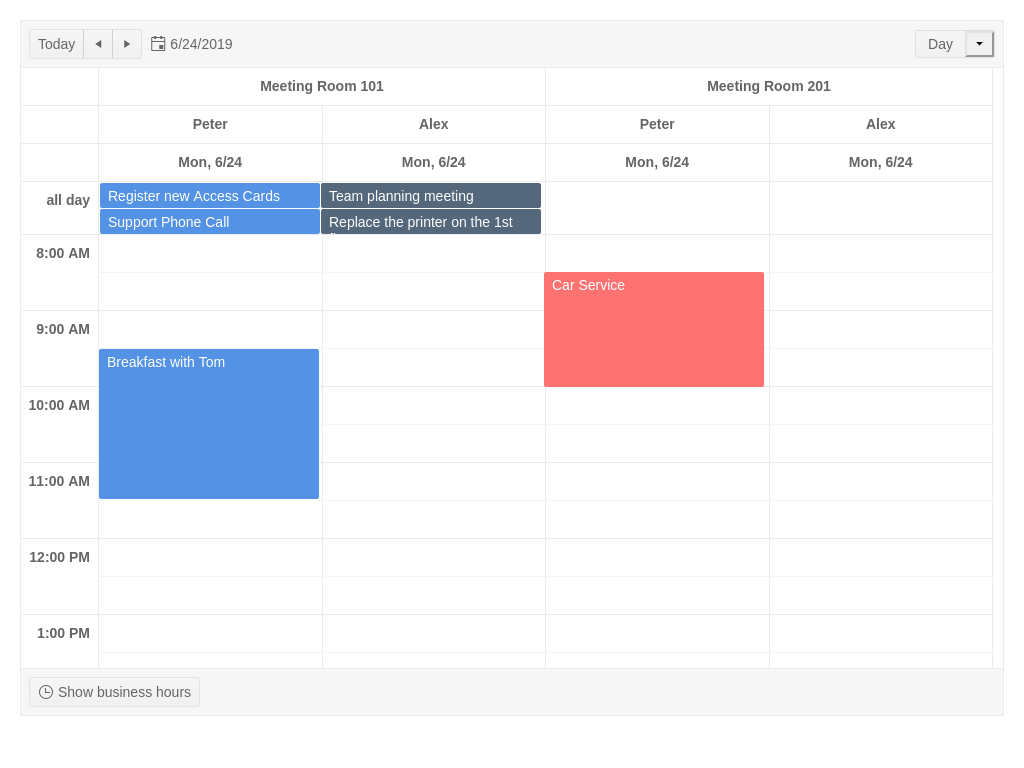 Today 6/24/2019 Day
Meeting Room 101 Meeting Room 201
Peter Alex Peter Alex
Mon, 6/24 Mon, 6/24 Mon, 6/24 Mon, 6/24
all day
Register new Access Cards Team planning meeting
Support Phone Call Replace the printer on the 1st
8:00 AM
Car Service
9:00 AM
Breakfast with Tom
10:00 AM
11:00 AM
12:00 PM
1:00 PM
Show business hours